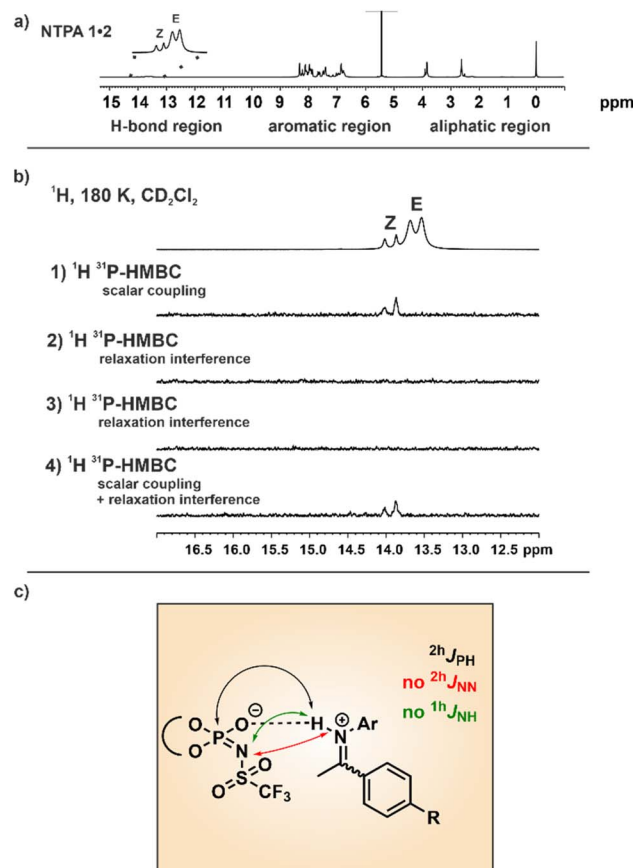 a)
NTPA 1•2
Z
E
15 14 13 12 11 10 9 8 7 6 5 4 3 2 1 0 ppm
H-bond region aromatic region aliphatic region
b)
¹H, 180 K, CD₂Cl₂
Z
E
1) ¹H ³¹P-HMBC
scalar coupling
2) ¹H ³¹P-HMBC
relaxation interference
3) ¹H ³¹P-HMBC
relaxation interference
4) ¹H ³¹P-HMBC
scalar coupling
+ relaxation interference
16.5 16.0 15.5 15.0 14.5 14.0 13.5 13.0 12.5 ppm
c)
²ʰJPH
no ²ʰJNN
no ¹ʰJNH
O O⊖ H ⊕ Ar
P N
O N
S O
O CF₃
R